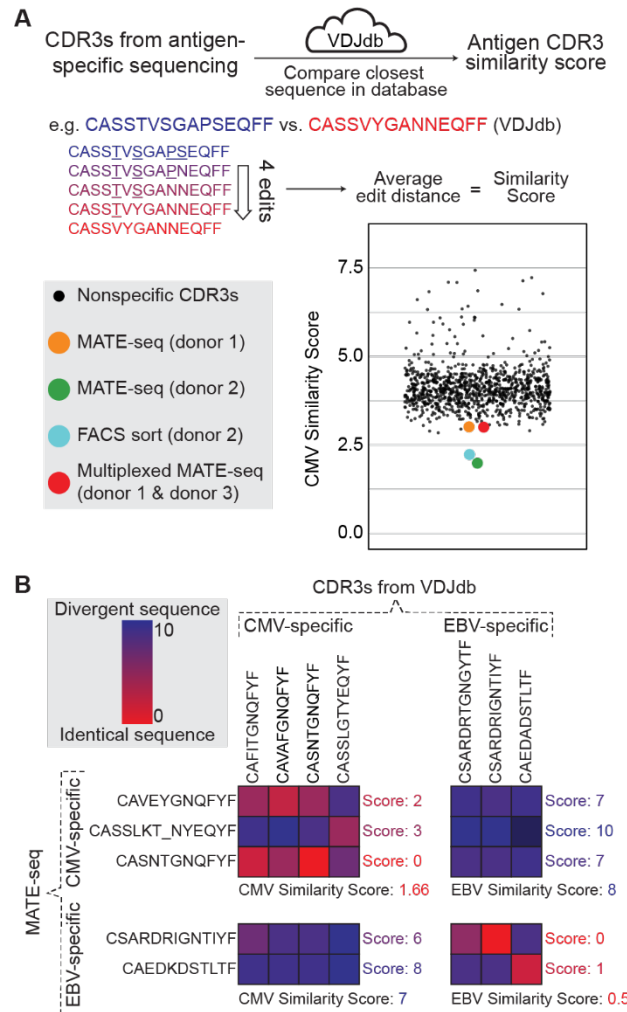 A
CDR3s from antigen-
specific sequencing
VDJdb
Compare closest
sequence in database
Antigen CDR3
similarity score
e.g. CASSTVSGAPSEQFF vs. CASSVYGANNEQFF (VDJdb)
CASSTVSGAPSEQFF
CASSTVSGAPNEQFF
CASSTVSGANNEQFF
CASSTVYGANNEQFF
CASSVYGANNEQFF
4 edits
Average
edit distance
=
Similarity
Score
Nonspecific CDR3s
MATE-seq (donor 1)
MATE-seq (donor 2)
FACS sort (donor 2)
Multiplexed MATE-seq
(donor 1 & donor 3)
CMV Similarity Score
7.5
5.0
2.5
0.0
B
CDR3s from VDJdb
Divergent sequence
10
0
Identical sequence
CMV-specific
EBV-specific
CAFITGNQFYF
CAVAFGNQFYF
CASNTGNQFYF
CASSLGTYEQYF
CSARDRTGNGYTF
CSARDRIGNTIYF
CAEDADSTLTF
MATE-seq
CMV-specific
CAVEYGNQFYF
Score: 2
Score: 7
CASSLKT_NYEQYF
Score: 3
Score: 10
CASNTGNQFYF
Score: 0
Score: 7
CMV Similarity Score: 1.66
EBV Similarity Score: 8
EBV-specific
CSARDRIGNTIYF
Score: 6
Score: 0
CAEDKDSTLTF
Score: 8
Score: 1
CMV Similarity Score: 7
EBV Similarity Score: 0.5